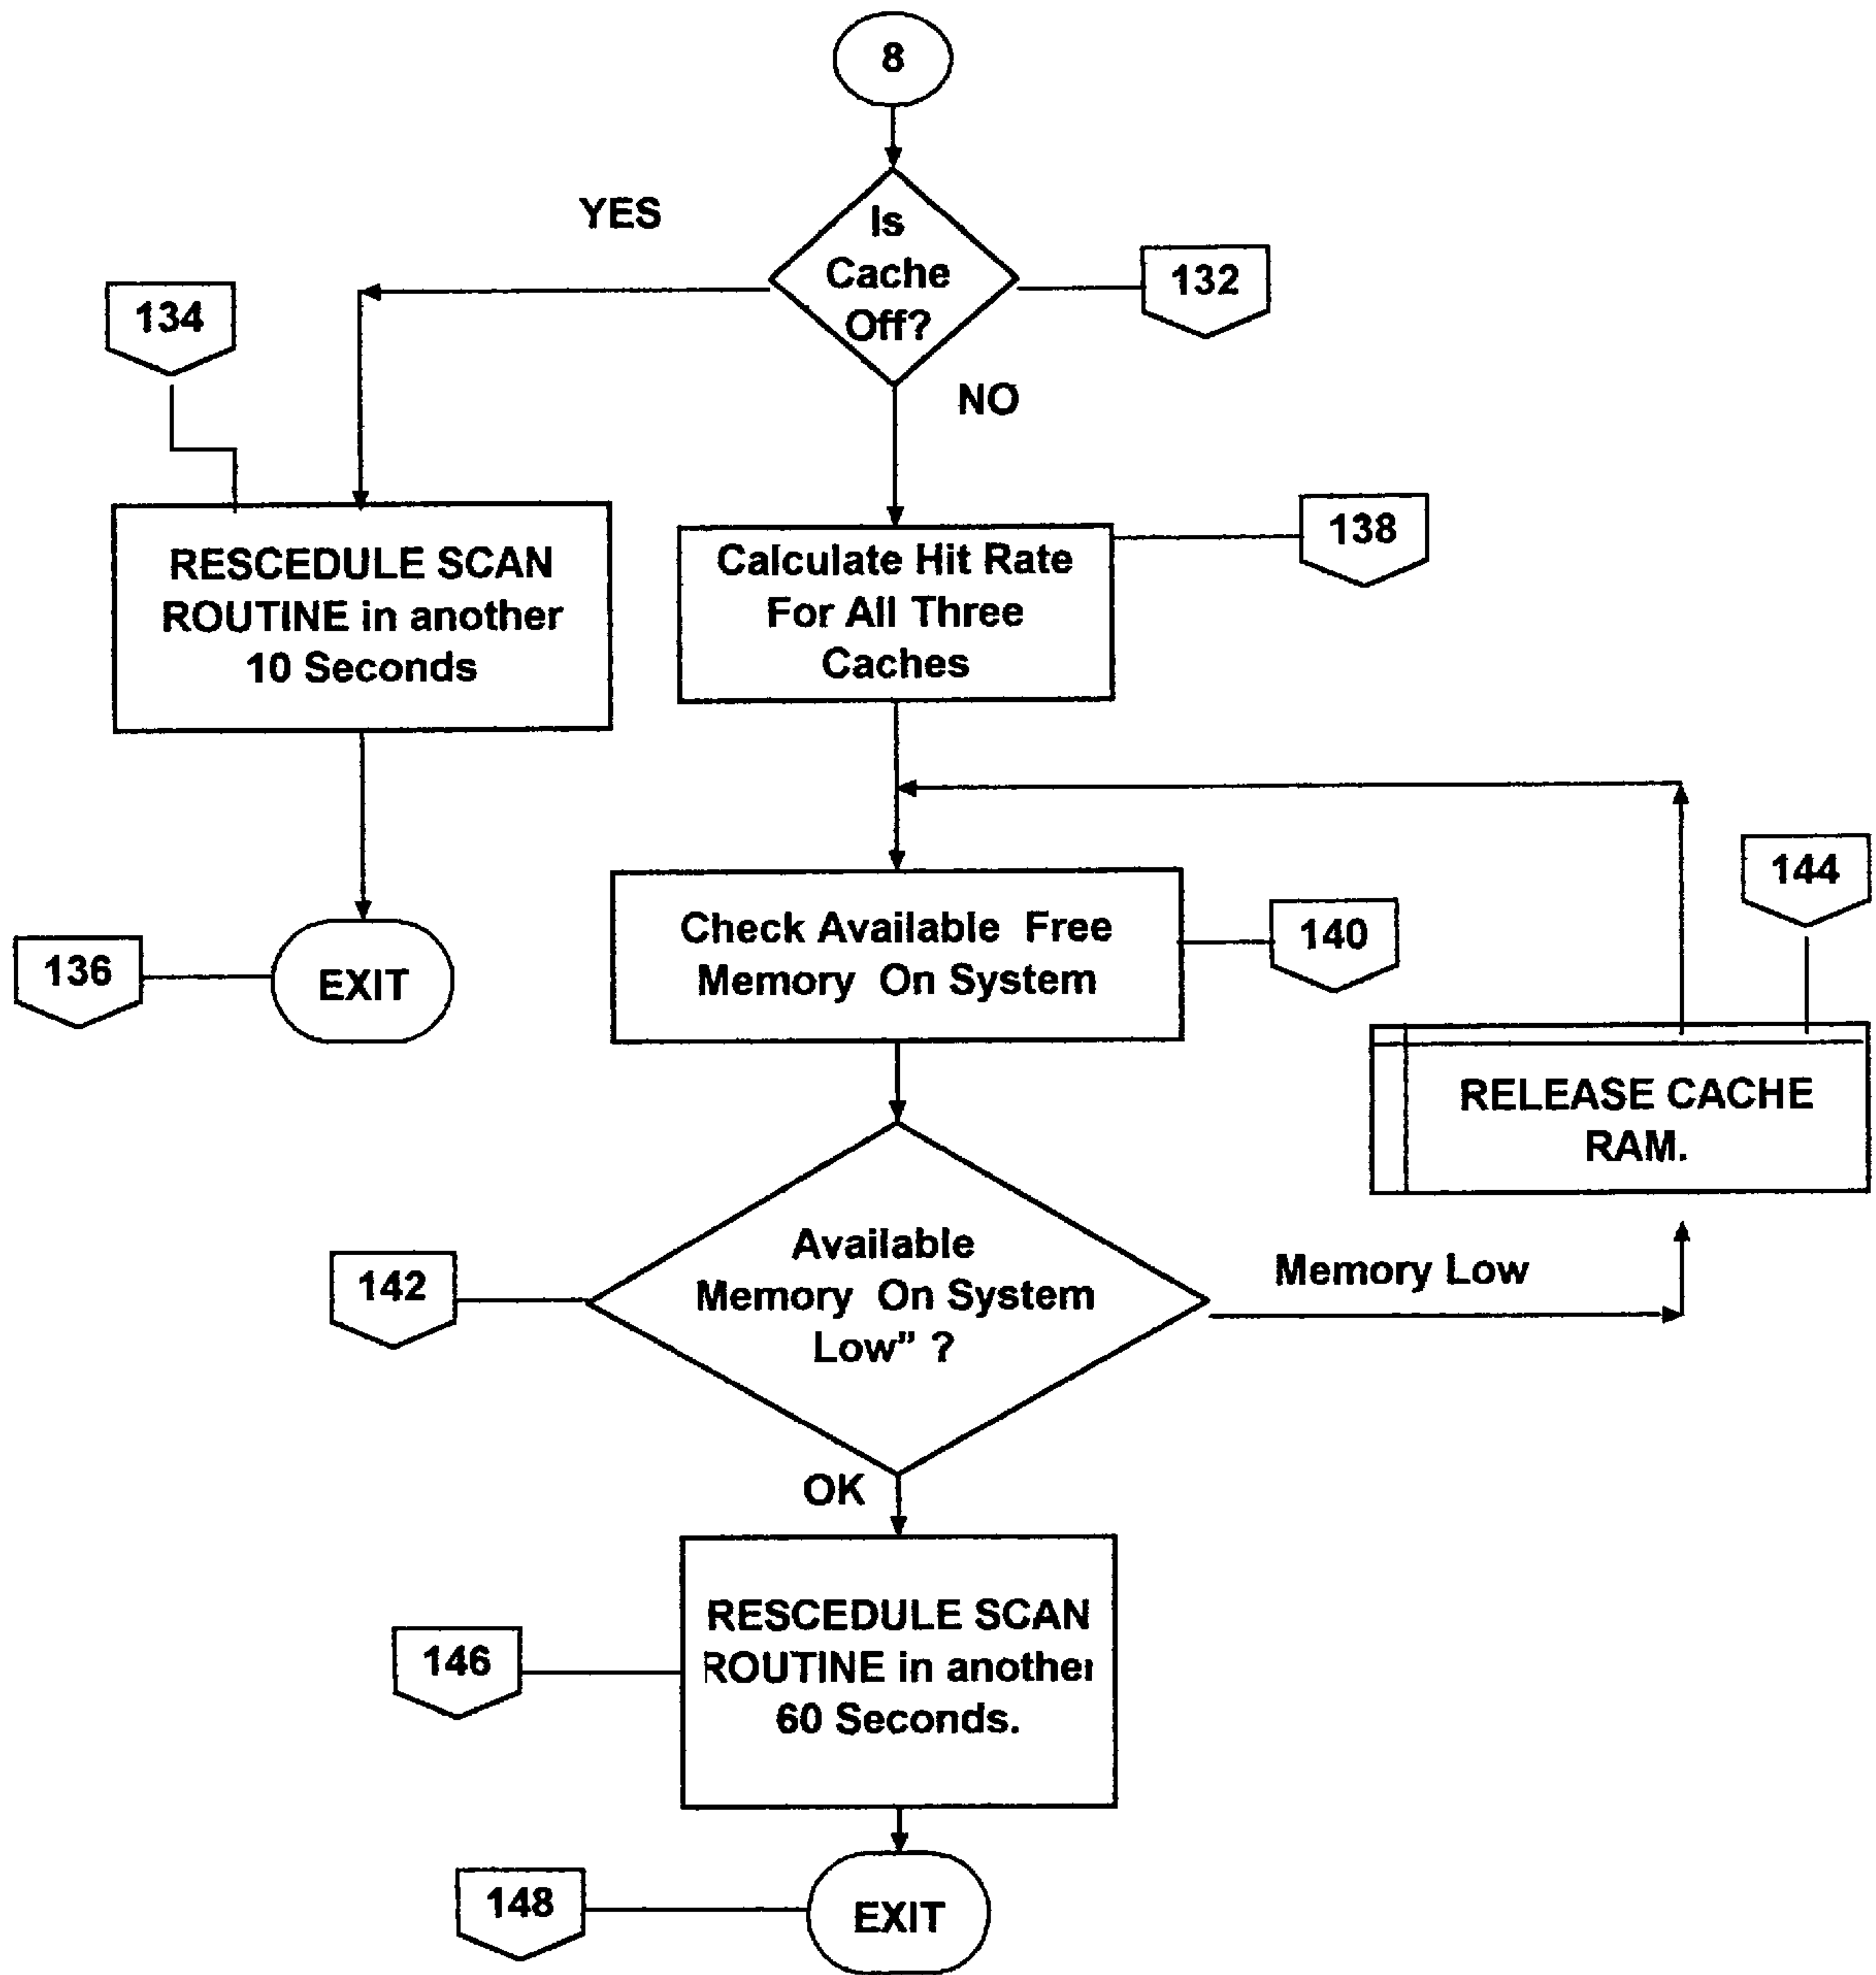 8
YES
Is
Cache
Off?
132
134
NO
RESCEDULE SCAN
ROUTINE in another
10 Seconds
Calculate Hit Rate
For All Three
Caches
138
136
EXIT
Check Available Free
Memory On System
140
144
RELEASE CACHE
RAM.
142
Available
Memory On System
Low” ?
Memory Low
OK
146
RESCEDULE SCAN
ROUTINE in another
60 Seconds.
148
EXIT